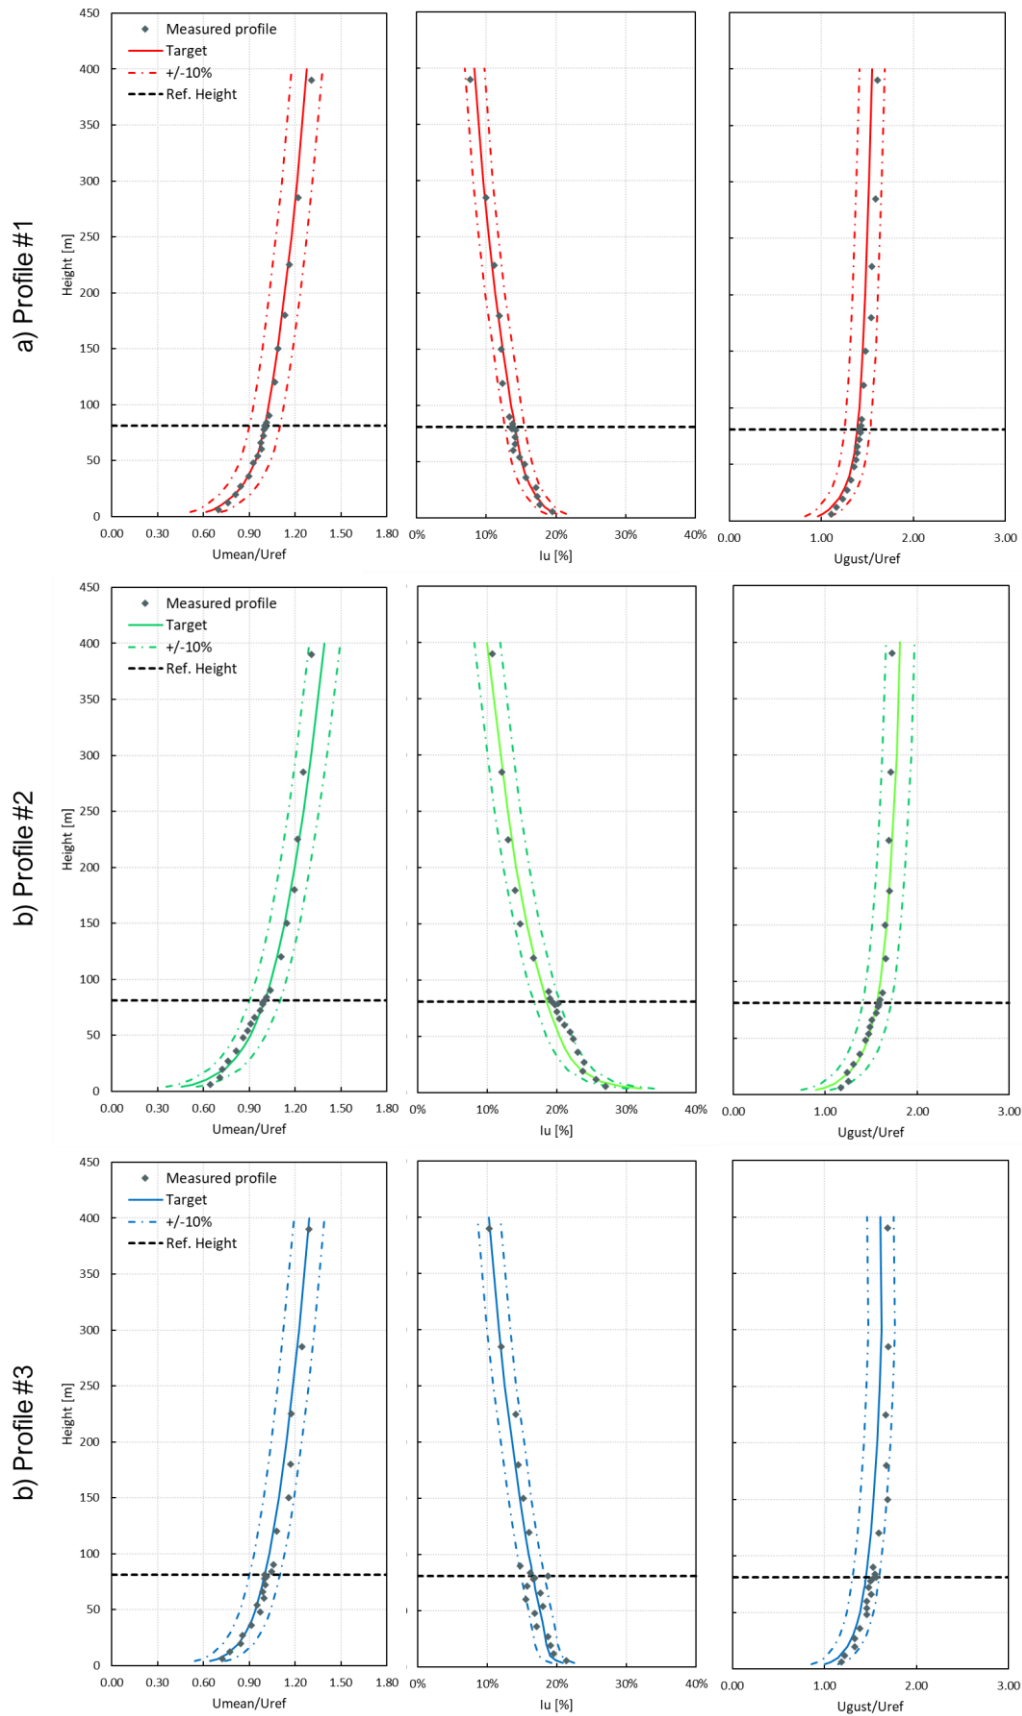 a) Profile #1
Height [m]
450
400
350
300
250
200
150
100
50
0
Measured profile
Target
+/-10%
Ref. Height
0.00 0.30 0.60 0.90 1.20 1.50 1.80
Umean/Uref
0% 10% 20% 30% 40%
Iu [%]
0.00 1.00 2.00 3.00
Ugust/Uref
b) Profile #2
Height [m]
450
400
350
300
250
200
150
100
50
0
Measured profile
Target
+/-10%
Ref. Height
0.00 0.30 0.60 0.90 1.20 1.50 1.80
Umean/Uref
0% 10% 20% 30% 40%
Iu [%]
0.00 1.00 2.00 3.00
Ugust/Uref
b) Profile #3
Height [m]
450
400
350
300
250
200
150
100
50
0
Measured profile
Target
+/-10%
Ref. Height
0.00 0.30 0.60 0.90 1.20 1.50 1.80
Umean/Uref
0% 10% 20% 30% 40%
Iu [%]
0.00 1.00 2.00 3.00
Ugust/Uref